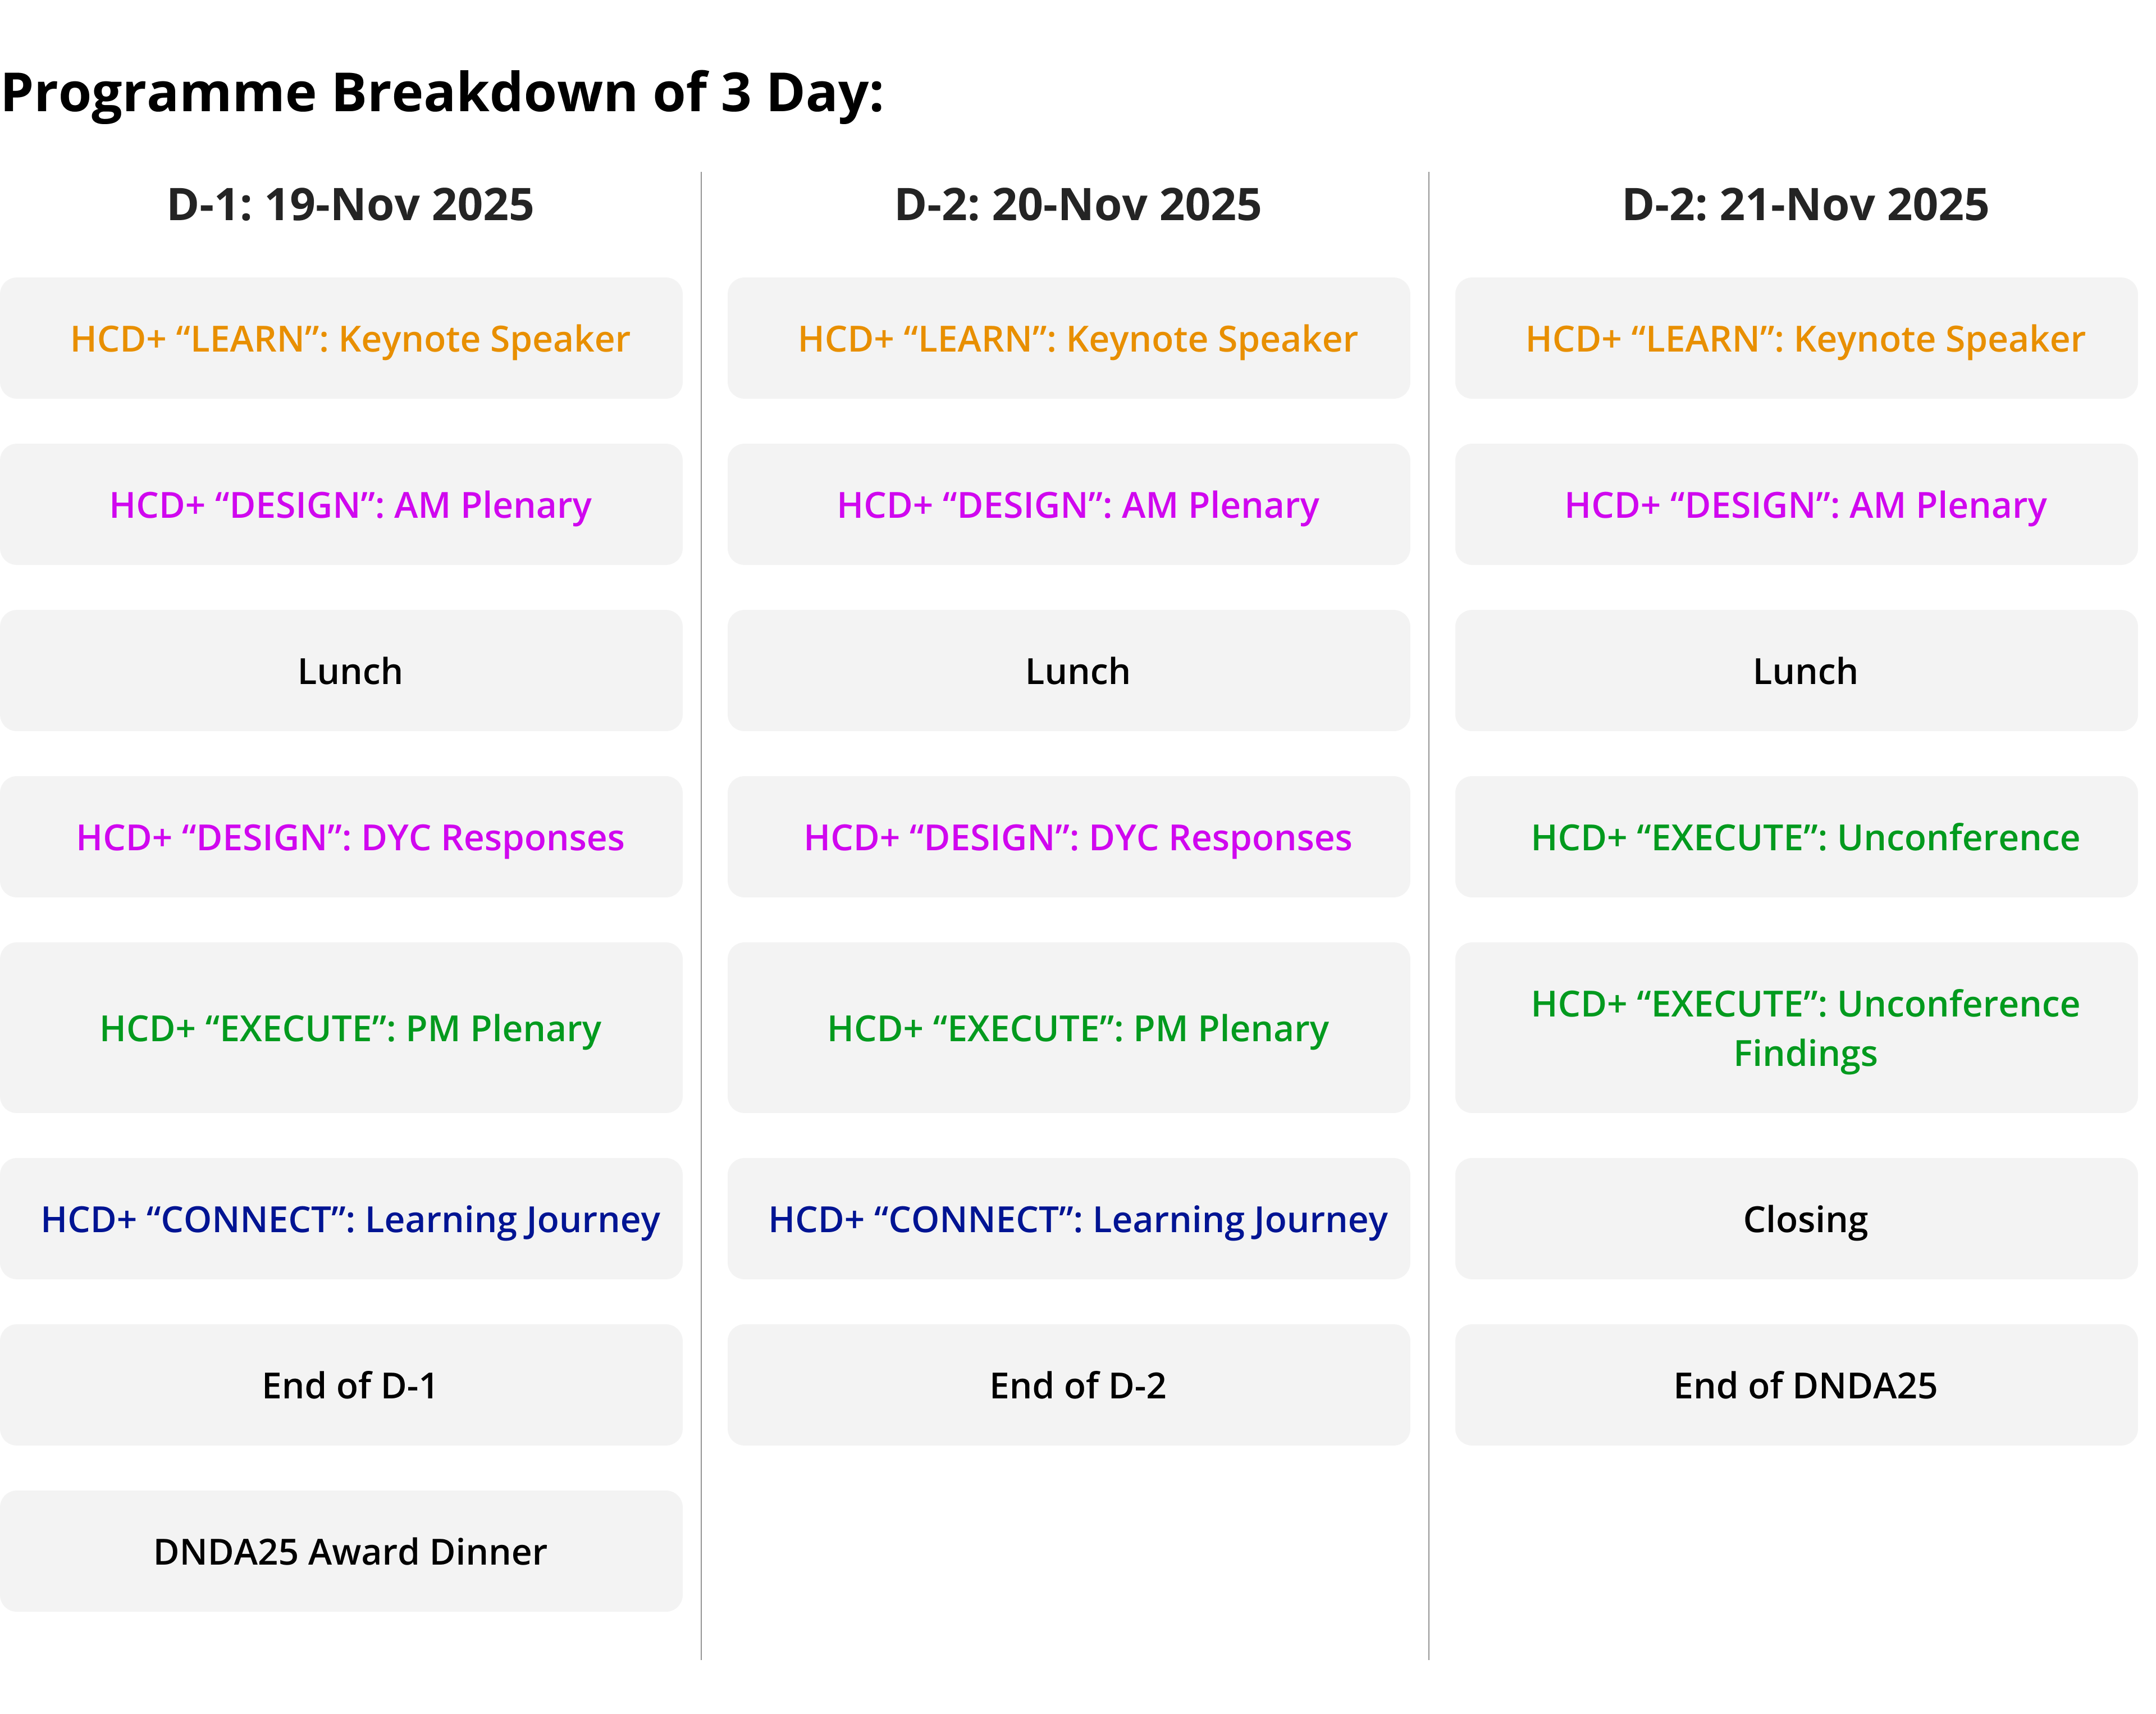 Programme Breakdown of 3 Day:
D-1: 19-Nov 2025
HCD+ “LEARN”: Keynote Speaker
HCD+ “DESIGN”: AM Plenary
Lunch
HCD+ “DESIGN”: DYC Responses
HCD+ “EXECUTE”: PM Plenary
HCD+ “CONNECT”: Learning Journey
End of D-1
DNDA25 Award Dinner
D-2: 20-Nov 2025
HCD+ “LEARN”: Keynote Speaker
HCD+ “DESIGN”: AM Plenary
Lunch
HCD+ “DESIGN”: DYC Responses
HCD+ “EXECUTE”: PM Plenary
HCD+ “CONNECT”: Learning Journey
End of D-2
D-2: 21-Nov 2025
HCD+ “LEARN”: Keynote Speaker
HCD+ “DESIGN”: AM Plenary
Lunch
HCD+ “EXECUTE”: Unconference
HCD+ “EXECUTE”: Unconference
Findings
Closing
End of DNDA25